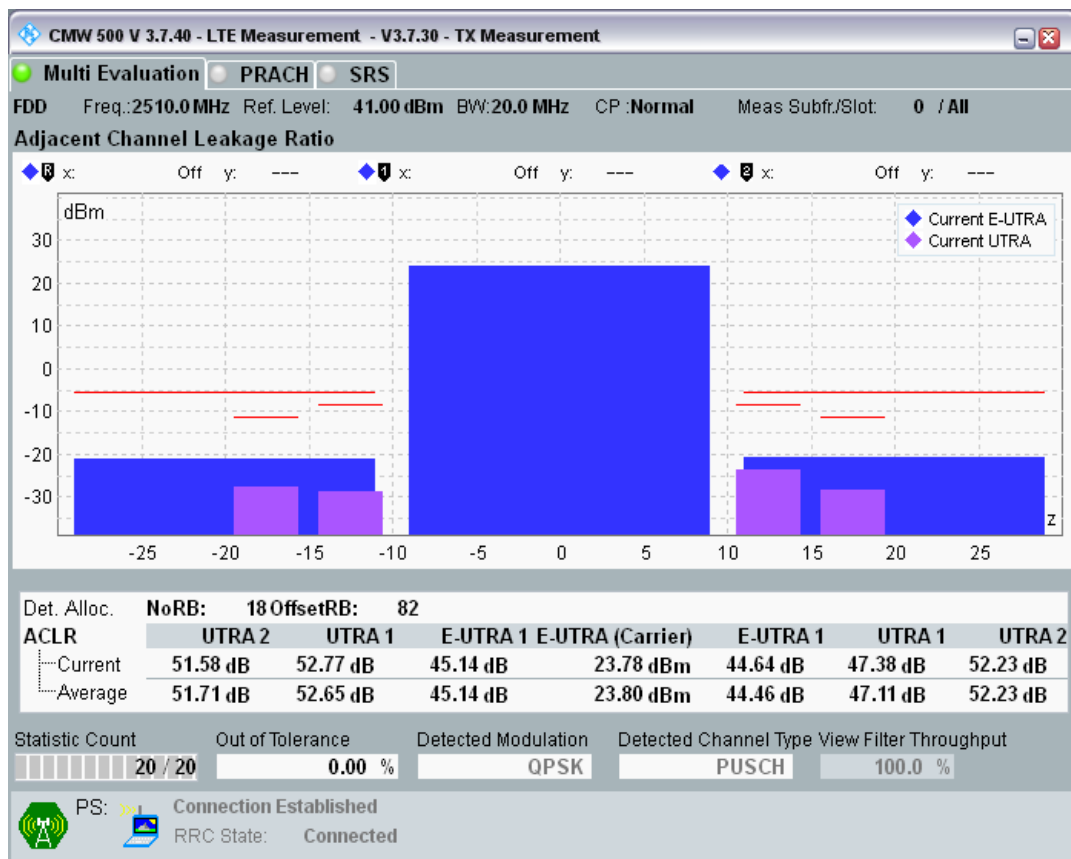 CMW 500 V 3.7.40 - LTE Measurement - V3.7.30 - TX Measurement
Multi Evaluation PRACH SRS
FDD Freq.:2510.0 MHz Ref. Level: 41.00 dBm BW:20.0 MHz CP :Normal Meas Subfr./Slot: 0 / All
Adjacent Channel Leakage Ratio
R x: Off y: --- 1 x: Off y: --- 2 x: Off y: ---
dBm
Current E-UTRA
Current UTRA
30
20
10
0
-10
-20
-30
z
-25 -20 -15 -10 -5 0 5 10 15 20 25
Det. Alloc. NoRB: 18 OffsetRB: 82
ACLR UTRA 2 UTRA 1 E-UTRA 1 E-UTRA (Carrier) E-UTRA 1 UTRA 1 UTRA 2
Current 51.58 dB 52.77 dB 45.14 dB 23.78 dBm 44.64 dB 47.38 dB 52.23 dB
Average 51.71 dB 52.65 dB 45.14 dB 23.80 dBm 44.46 dB 47.11 dB 52.23 dB
Statistic Count Out of Tolerance Detected Modulation Detected Channel Type View Filter Throughput
20 / 20 0.00 % QPSK PUSCH 100.0 %
PS: Connection Established
RRC State: Connected